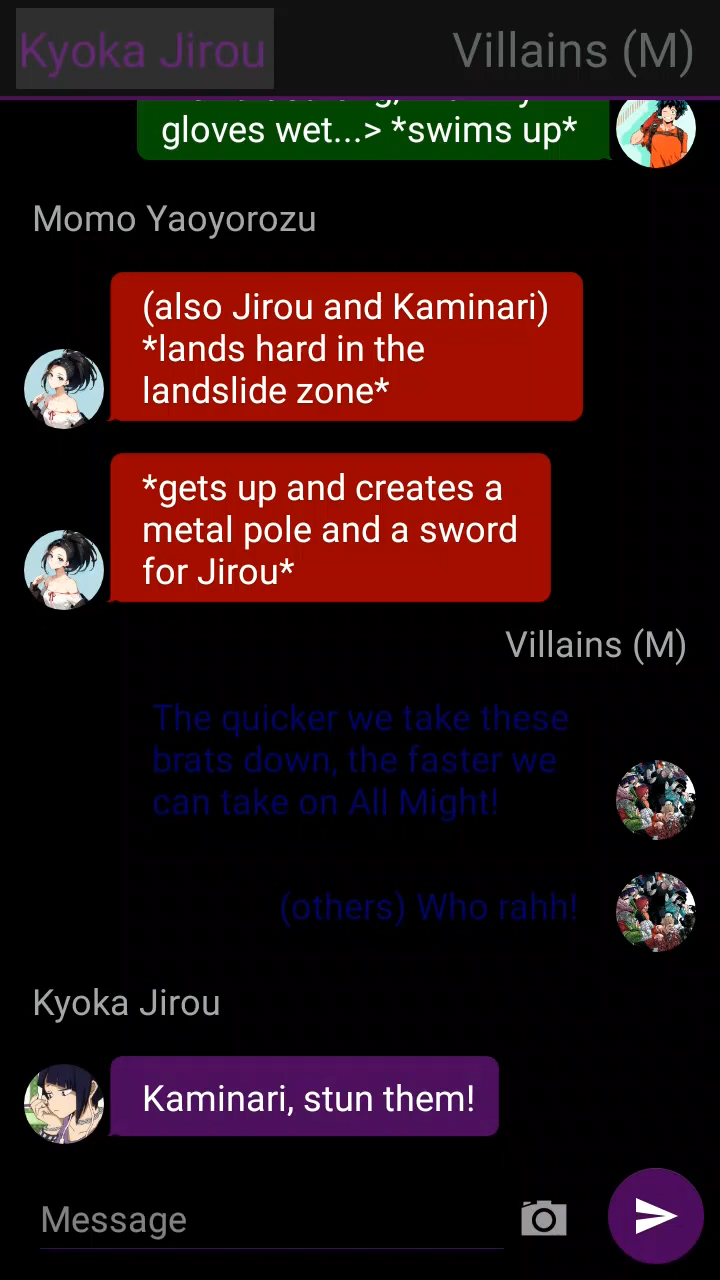 Kyoka Jirou
Villains (M)
gloves wet...> *swims up*
Momo Yaoyorozu
(also Jirou and Kaminari)
*lands hard in the
landslide zone*
*gets up and creates a
metal pole and a sword
for Jirou*
Villains (M)
The quicker we take these
brats down, the faster we
can take on All Might!
(others) Who rahh!
Kyoka Jirou
Kaminari, stun them!
Message